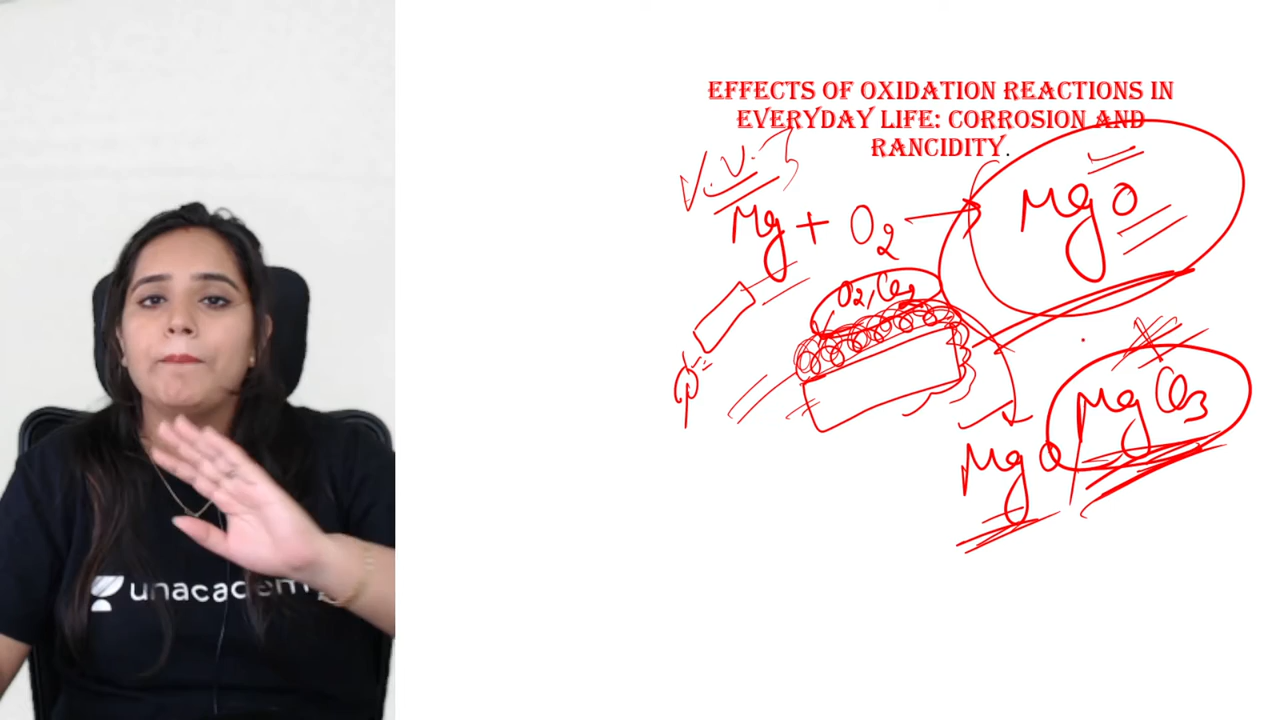 EFFECTS OF OXIDATION REACTIONS IN
EVERYDAY LIFE: CORROSION AND
RANCIDITY.
V.V.I
Mg + O2 → MgO
O2, CO2
MgO / MgCO3
unacademy